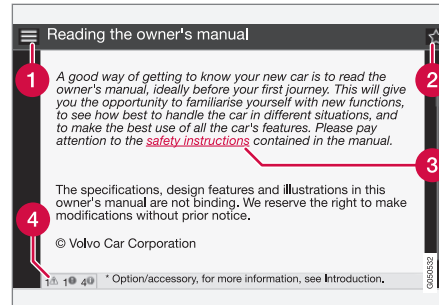 Reading the owner's manual
1
2
A good way of getting to know your new car is to read the
owner's manual, ideally before your first journey. This will give
you the opportunity to familiarise yourself with new functions,
to see how best to handle the car in different situations, and
to make the best use of all the car's features. Please pay
attention to the safety instructions contained in the manual.
3
The specifications, design features and illustrations in this
owner's manual are not binding. We reserve the right to make
modifications without prior notice.
4
© Volvo Car Corporation
1 1 4 * Option/accessory, for more information, see Introduction.
G050532